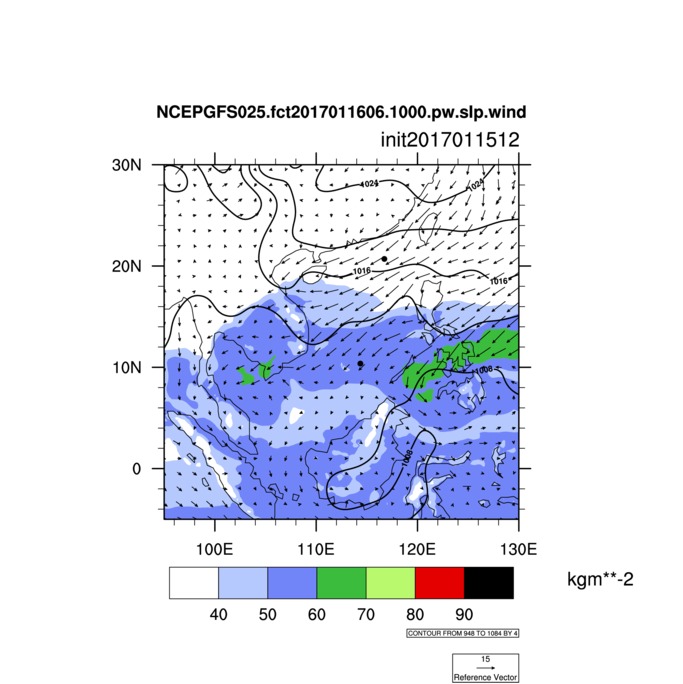 NCEPGFS025.fct2017011606.1000.pw.slp.wind
init2017011512
30N
1024
1024
20N
1016
1016
10N
1008
1008
0
100E 110E 120E 130E
kgm**-2
40 50 60 70 80 90
CONTOUR FROM 948 TO 1084 BY 4
15
Reference Vector